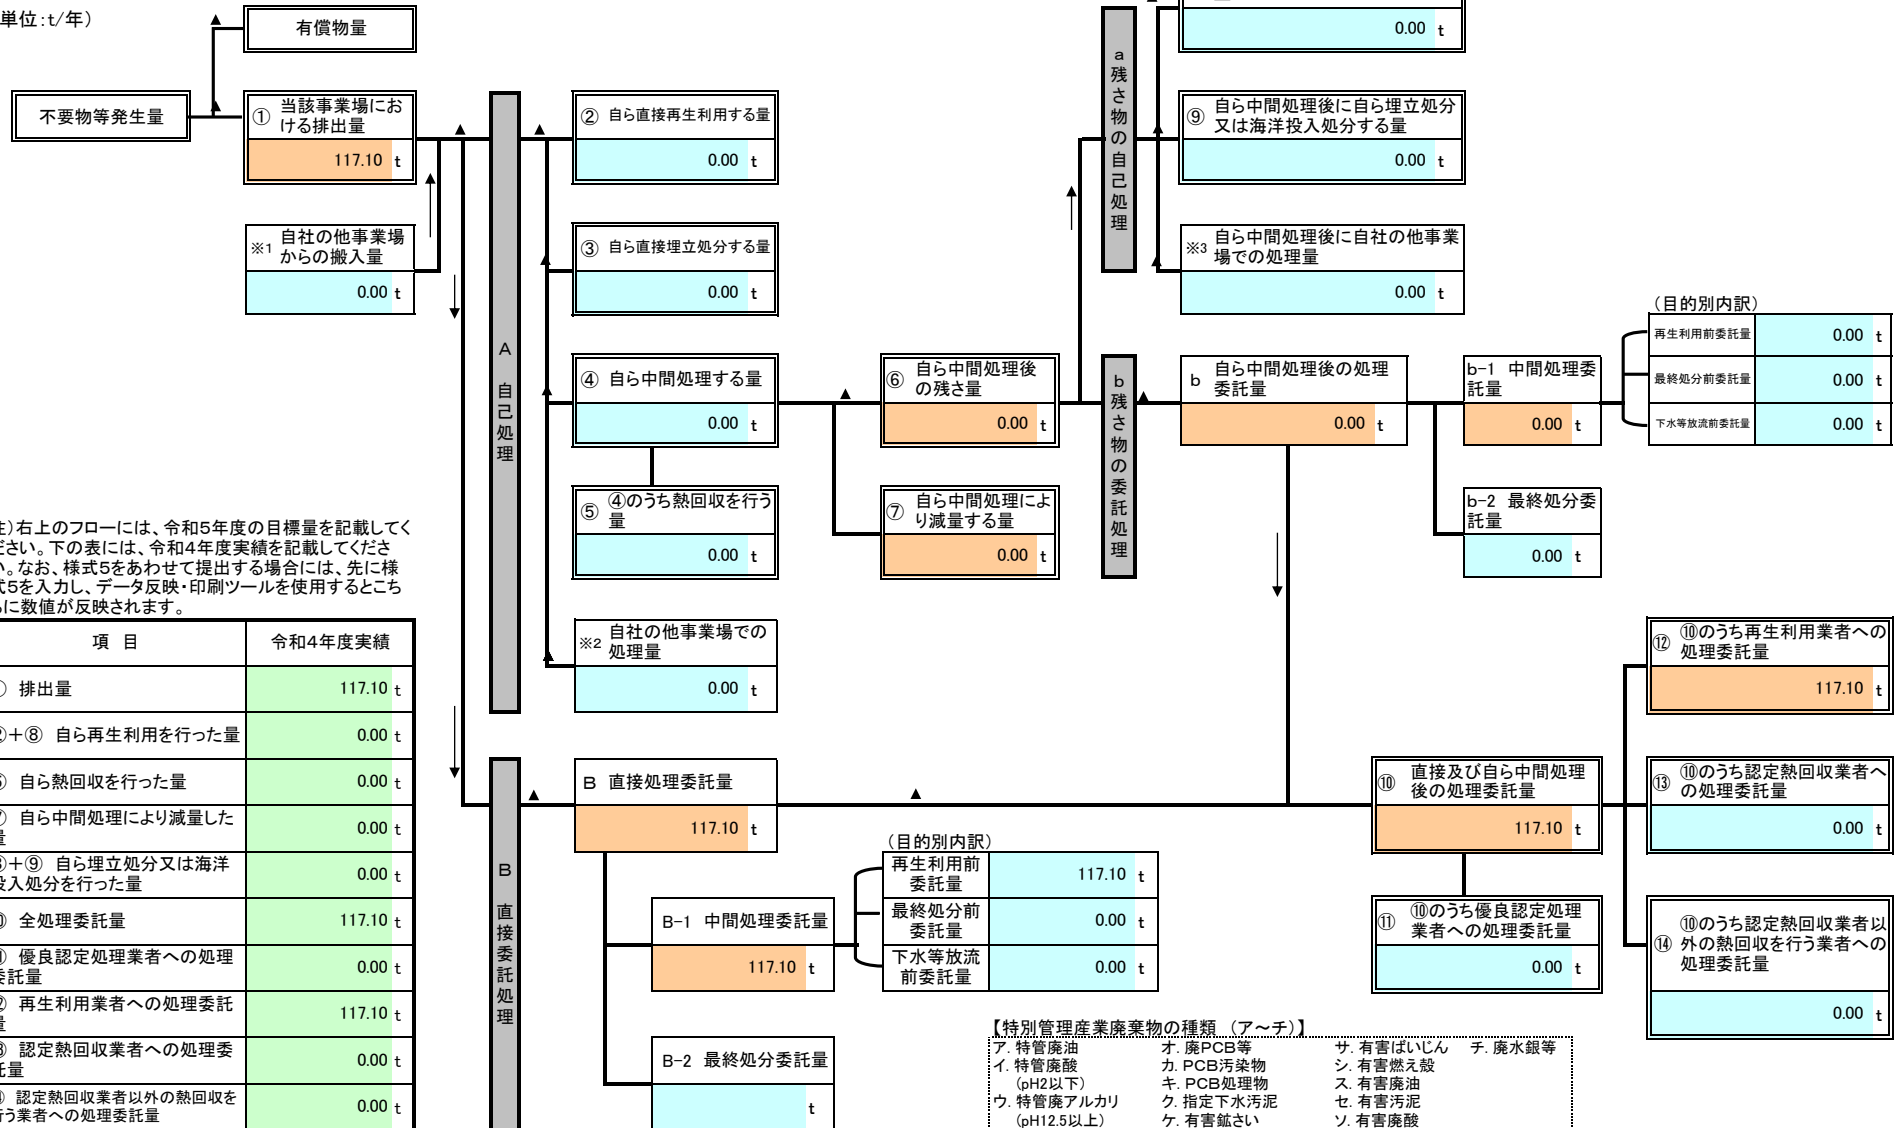 単位:t/年）
有償物量
0.00 t
不要物等発生量
① 当該事業場にお
ける排出量
117.10 t
※1 自社の他事業場
からの搬入量
0.00 t
A 自己処理
② 自ら直接再生利用する量
0.00 t
③ 自ら直接埋立処分する量
0.00 t
④ 自ら中間処理する量
0.00 t
⑤ ④のうち熱回収を行う
量
0.00 t
※2 自社の他事業場での
処理量
0.00 t
⑥ 自ら中間処理後
の残さ量
0.00 t
⑦ 自ら中間処理によ
り減量する量
0.00 t
a 残さ物の自己処理
⑨ 自ら中間処理後に自ら埋立処分
又は海洋投入処分する量
0.00 t
※3 自ら中間処理後に自社の他事業
場での処理量
0.00 t
b 残さ物の委託処理
b 自ら中間処理後の処理
委託量
0.00 t
b-1 中間処理委
託量
0.00 t
（目的別内訳）
再生利用前委託量 0.00 t
最終処分前委託量 0.00 t
下水等放流前委託量 0.00 t
b-2 最終処分委
託量
0.00 t
）右上のフローには、令和５年度の目標量を記載してく
ださい。下の表には、令和４年度実績を記載してくださ
い。なお、様式５をあわせて提出する場合には、先に様
式５を入力し、データ反映・印刷ツールを使用するとこち
らに数値が反映されます。
項 目 令和４年度実績
排出量 117.10 t
＋⑧ 自ら再生利用を行った量 0.00 t
自ら熱回収を行った量 0.00 t
自ら中間処理により減量した
量 0.00 t
＋⑨ 自ら埋立処分又は海洋
投入処分を行った量 0.00 t
全処理委託量 117.10 t
優良認定処理業者への処理
委託量 0.00 t
再生利用業者への処理委託
量 117.10 t
認定熱回収業者への処理委
託量 0.00 t
認定熱回収業者以外の熱回収を
行う業者への処理委託量 0.00 t
B 直接委託処理
B 直接処理委託量
117.10 t
B-1 中間処理委託量
117.10 t
（目的別内訳）
再生利用前
委託量 117.10 t
最終処分前
委託量 0.00 t
下水等放流
前委託量 0.00 t
B-2 最終処分委託量
t
⑩ 直接及び自ら中間処理
後の処理委託量
117.10 t
⑪ ⑩のうち優良認定処理
業者への処理委託量
0.00 t
⑫ ⑩のうち再生利用業者への
処理委託量
117.10 t
⑬ ⑩のうち認定熱回収業者へ
の処理委託量
0.00 t
⑭ ⑩のうち認定熱回収業者以
外の熱回収を行う業者への
処理委託量
0.00 t
【特別管理産業廃棄物の種類 （ア～チ）】
ア. 特管廃油 オ. 廃PCB等 サ. 有害ばいじん チ. 廃水銀等
イ. 特管廃酸 カ. PCB汚染物 シ. 有害燃え殻
（pH2以下） キ. PCB処理物 ス. 有害廃油
ウ. 特管廃アルカリ ク. 指定下水汚泥 セ. 有害汚泥
（pH12.5以上） ケ. 有害鉱さい ソ. 有害廃酸